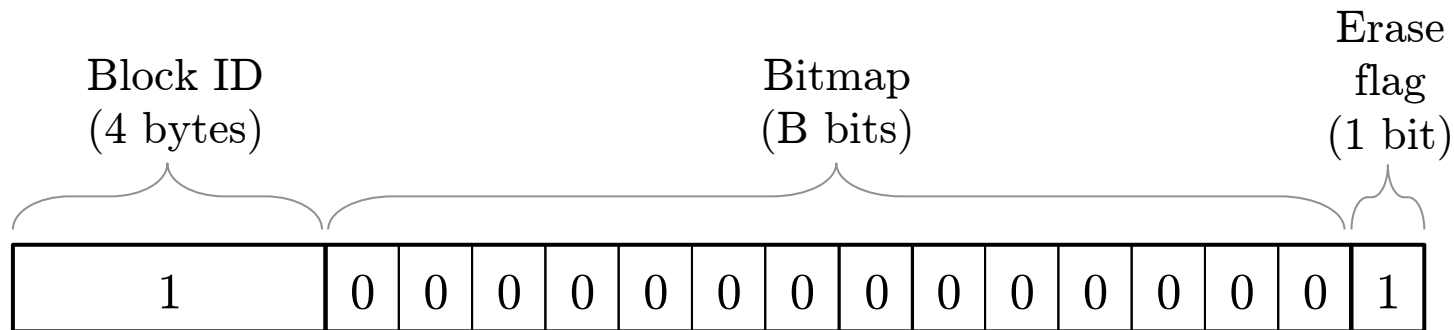 Block ID
(4 bytes)
Bitmap
(B bits)
Erase
flag
(1 bit)
1 0 0 0 0 0 0 0 0 0 0 0 0 0 0 1